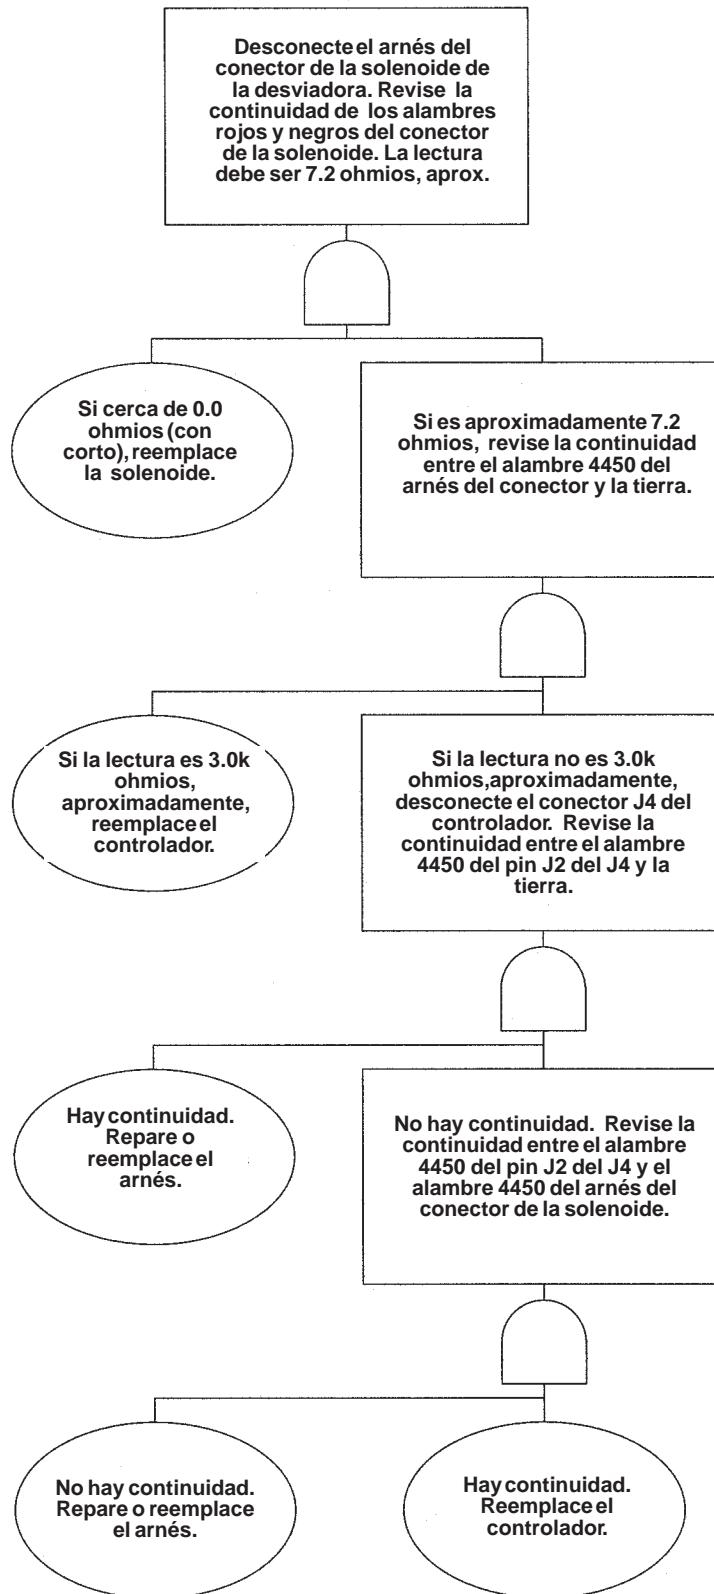 Desconecte el arnés del
conector de la solenoide de
la desviadora. Revise la
continuidad de los alambres
rojos y negros del conector
de la solenoide. La lectura
debe ser 7.2 ohmios, aprox.
Si cerca de 0.0
ohmios (con
corto), reemplace
la solenoide.
Si es aproximadamente 7.2
ohmios, revise la continuidad
entre el alambre 4450 del
arnés del conector y la tierra.
Si la lectura es 3.0k
ohmios,
aproximadamente,
reemplace el
controlador.
Si la lectura no es 3.0k
ohmios,aproximadamente,
desconecte el conector J4 del
controlador. Revise la
continuidad entre el alambre
4450 del pin J2 del J4 y la
tierra.
Hay continuidad.
Repare o
reemplace el
arnés.
No hay continuidad. Revise la
continuidad entre el alambre
4450 del pin J2 del J4 y el
alambre 4450 del arnés del
conector de la solenoide.
No hay continuidad.
Repare o reemplace
el arnés.
Hay continuidad.
Reemplace el
controlador.